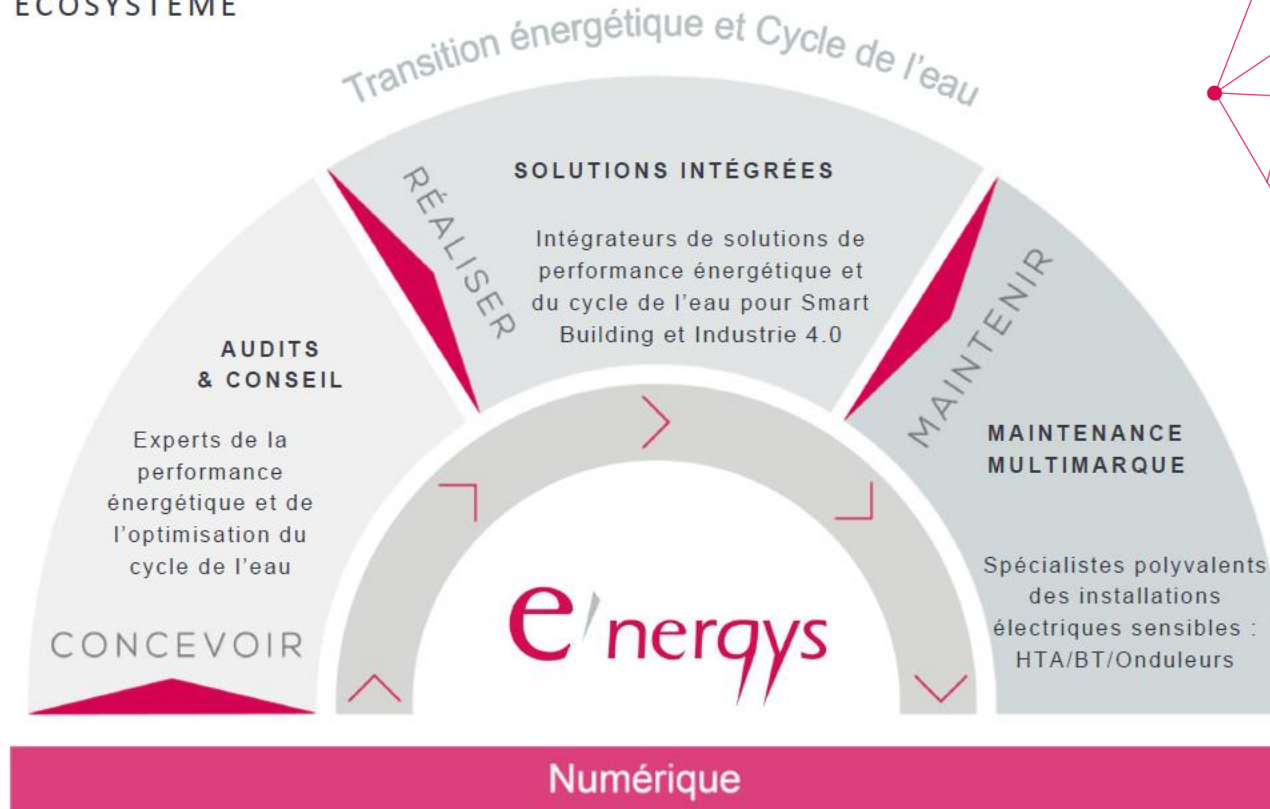 ÉCOSYSTÈME
Transition énergétique et Cycle de l'eau
CONCEVOIR
AUDITS
& CONSEIL
Experts de la
performance
énergétique et de
l'optimisation du
cycle de l'eau
RÉALISER
SOLUTIONS INTÉGRÉES
Intégrateurs de solutions de
performance énergétique et
du cycle de l'eau pour Smart
Building et Industrie 4.0
MAINTENIR
MAINTENANCE
MULTIMARQUE
Spécialistes polyvalents
des installations
électriques sensibles :
HTA/BT/Onduleurs
e'nergys
Numérique